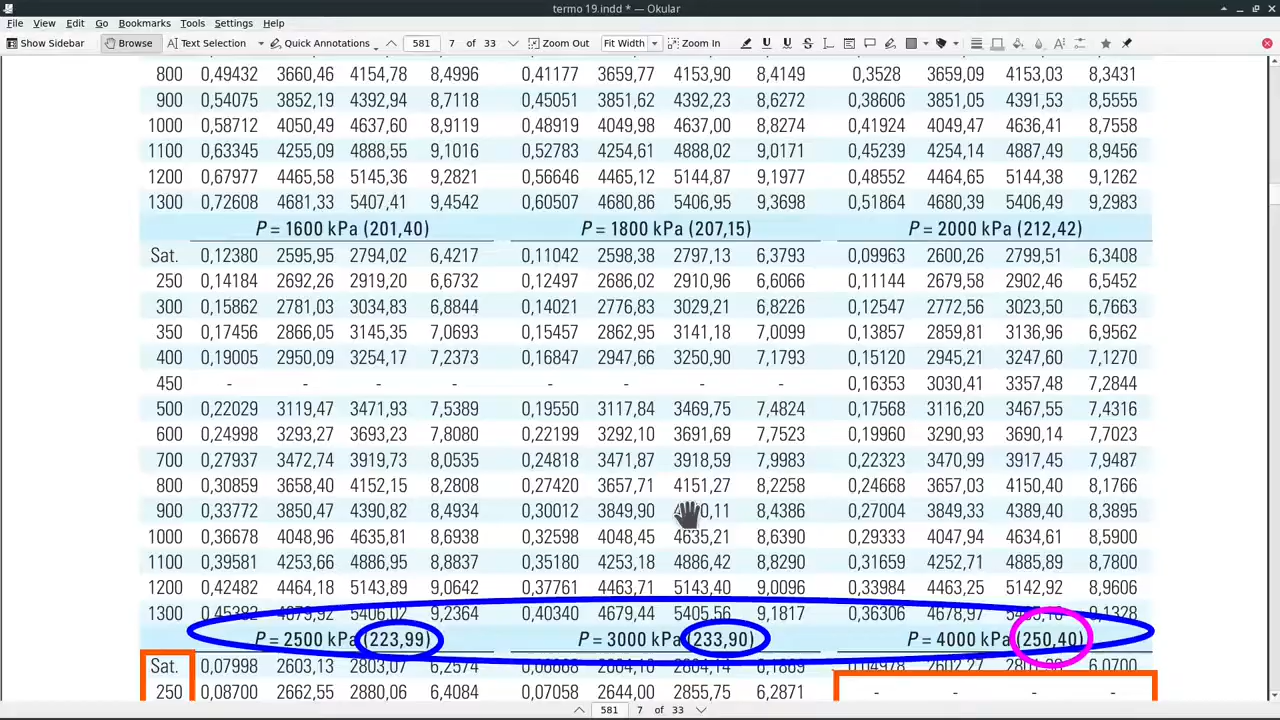 termo 19.indd * — Okular
File View Edit Go Bookmarks Tools Settings Help
Show Sidebar Browse Text Selection Quick Annotations 581 7 of 33 Zoom Out Fit Width Zoom In
800 0,49432 3660,46 4154,78 8,4996 0,41177 3659,77 4153,90 8,4149 0,3528 3659,09 4153,03 8,3431
900 0,54075 3852,19 4392,94 8,7118 0,45051 3851,62 4392,23 8,6272 0,38606 3851,05 4391,53 8,5555
1000 0,58712 4050,49 4637,60 8,9119 0,48919 4049,98 4637,00 8,8274 0,41924 4049,47 4636,41 8,7558
1100 0,63345 4255,09 4888,55 9,1016 0,52783 4254,61 4888,02 9,0171 0,45239 4254,14 4887,49 8,9456
1200 0,67977 4465,58 5145,36 9,2821 0,56646 4465,12 5144,87 9,1977 0,48552 4464,65 5144,38 9,1262
1300 0,72608 4681,33 5407,41 9,4542 0,60507 4680,86 5406,95 9,3698 0,51864 4680,39 5406,49 9,2983
P = 1600 kPa (201,40) P = 1800 kPa (207,15) P = 2000 kPa (212,42)
Sat. 0,12380 2595,95 2794,02 6,4217 0,11042 2598,38 2797,13 6,3793 0,09963 2600,26 2799,51 6,3408
250 0,14184 2692,26 2919,20 6,6732 0,12497 2686,02 2910,96 6,6066 0,11144 2679,58 2902,46 6,5452
300 0,15862 2781,03 3034,83 6,8844 0,14021 2776,83 3029,21 6,8226 0,12547 2772,56 3023,50 6,7663
350 0,17456 2866,05 3145,35 7,0693 0,15457 2862,95 3141,18 7,0099 0,13857 2859,81 3136,96 6,9562
400 0,19005 2950,09 3254,17 7,2373 0,16847 2947,66 3250,90 7,1793 0,15120 2945,21 3247,60 7,1270
450 - - - - - - - - 0,16353 3030,41 3357,48 7,2844
500 0,22029 3119,47 3471,93 7,5389 0,19550 3117,84 3469,75 7,4824 0,17568 3116,20 3467,55 7,4316
600 0,24998 3293,27 3693,23 7,8080 0,22199 3292,10 3691,69 7,7523 0,19960 3290,93 3690,14 7,7023
700 0,27937 3472,74 3919,73 8,0535 0,24818 3471,87 3918,59 7,9983 0,22323 3470,99 3917,45 7,9487
800 0,30859 3658,40 4152,15 8,2808 0,27420 3657,71 4151,27 8,2258 0,24668 3657,03 4150,40 8,1766
900 0,33772 3850,47 4390,82 8,4934 0,30012 3849,90 8,4386 0,27004 3849,33 4389,40 8,3895
1000 0,36678 4048,96 4635,81 8,6938 0,32598 4048,45 4635,21 8,6390 0,29333 4047,94 4634,61 8,5900
1100 0,39581 4253,66 4886,95 8,8837 0,35180 4253,18 4886,42 8,8290 0,31659 4252,71 4885,89 8,7800
1200 0,42482 4464,18 5143,89 9,0642 0,37761 4463,71 5143,40 9,0096 0,33984 4463,25 5142,92 8,9606
1300 9,2364 0,40340 4679,44 5405,56 9,1817 0,36306 4678,97 9,1328
P = 2500 kPa (223,99) P = 3000 kPa (233,90) P = 4000 kPa (250,40)
Sat. 0,07998 2603,13 2803,07 6,2574 6,0700
250 0,08700 2662,55 2880,06 6,4084 0,07058 2644,00 2855,75 6,2871 - - - -
581 7 of 33